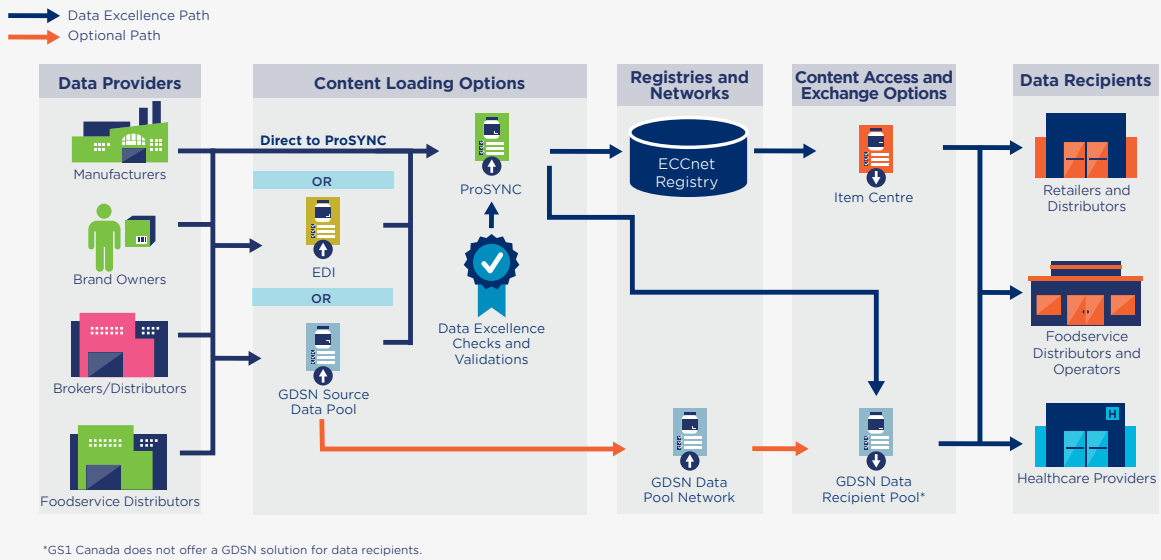 Data Excellence Path
Optional Path
Data Providers
Manufacturers
Brand Owners
Brokers/Distributors
Foodservice Distributors
Content Loading Options
Direct to ProSYNC
OR
EDI
OR
GDSN Source
Data Pool
ProSYNC
Data Excellence
Checks and
Validations
Registries and
Networks
ECCnet
Registry
GDSN Data
Pool Network
Content Access and
Exchange Options
Item Centre
GDSN Data
Recipient Pool*
Data Recipients
Retailers and
Distributors
Foodservice
Distributors and
Operators
H
Healthcare Providers
*GS1 Canada does not offer a GDSN solution for data recipients.